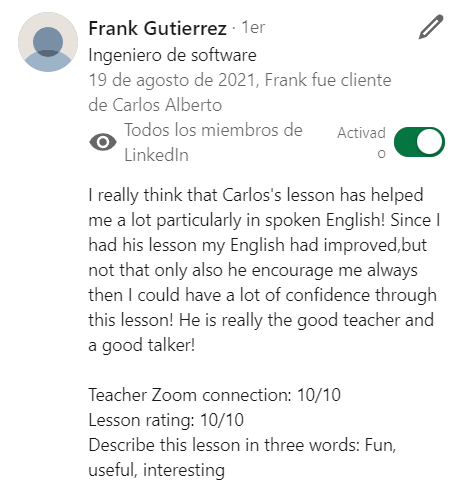 Frank Gutierrez · 1er
Ingeniero de software
19 de agosto de 2021, Frank fue cliente
de Carlos Alberto
Todos los miembros de
LinkedIn
Activad
o
I really think that Carlos's lesson has helped
me a lot particularly in spoken English! Since I
had his lesson my English had improved,but
not that only also he encourage me always
then I could have a lot of confidence through
this lesson! He is really the good teacher and
a good talker!
Teacher Zoom connection: 10/10
Lesson rating: 10/10
Describe this lesson in three words: Fun,
useful, interesting